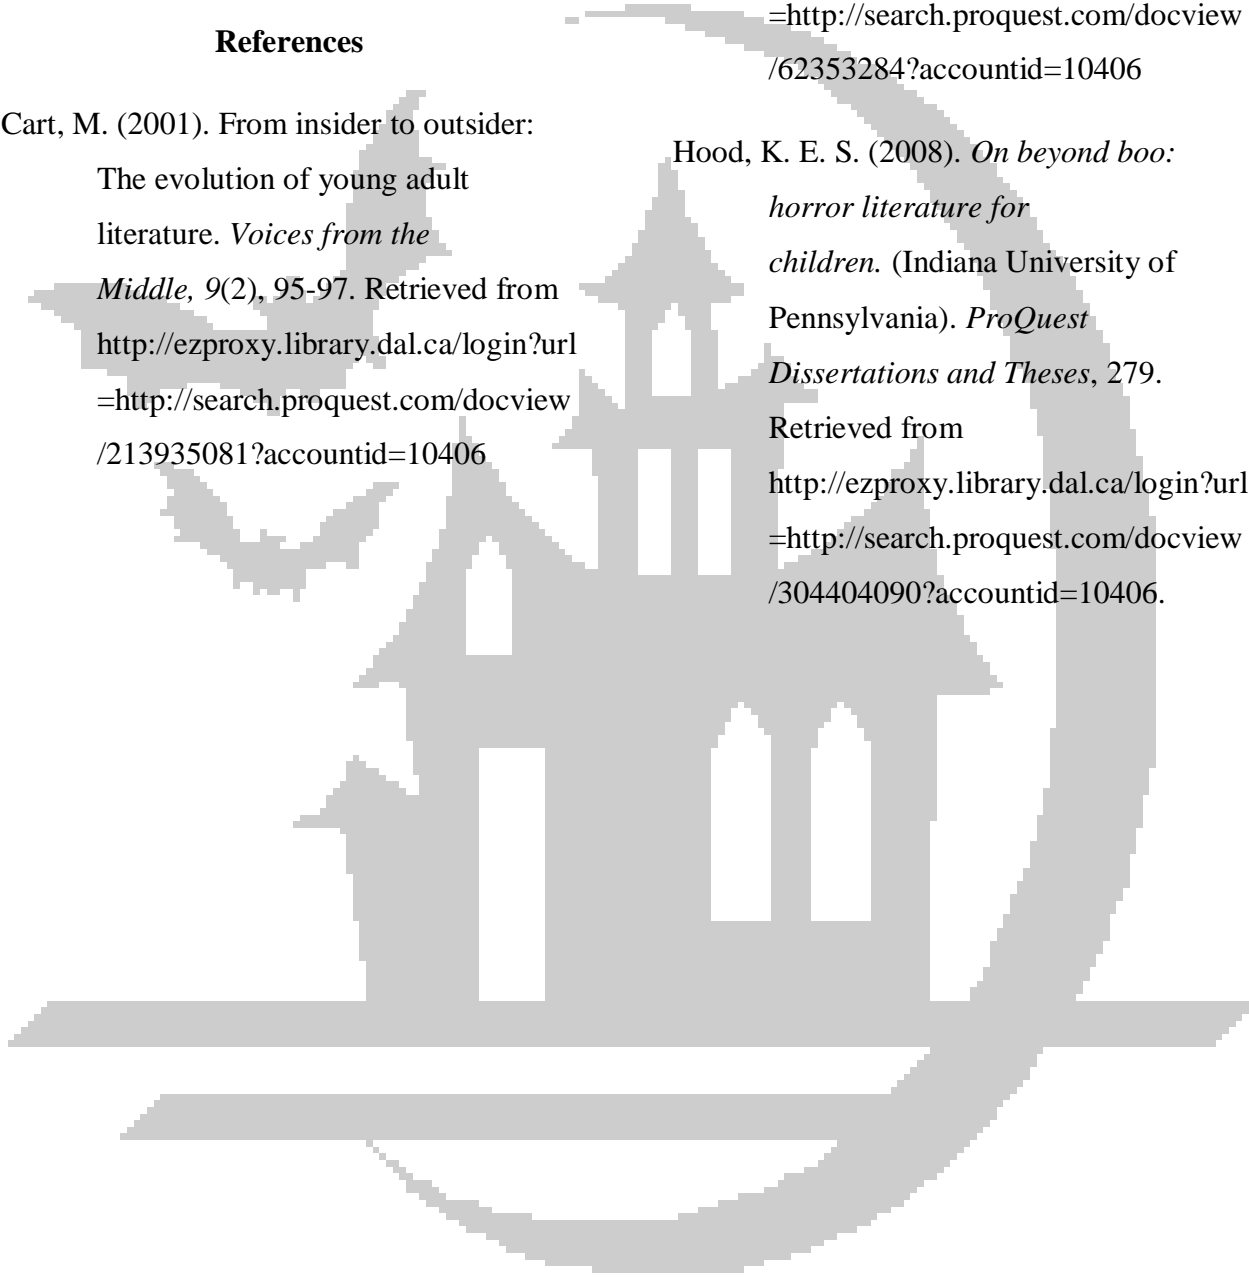 References
Cart, M. (2001). From insider to outsider:
The evolution of young adult
literature. Voices from the
Middle, 9(2), 95-97. Retrieved from
http://ezproxy.library.dal.ca/login?url
=http://search.proquest.com/docview
/213935081?accountid=10406
=http://search.proquest.com/docview
/62353284?accountid=10406
Hood, K. E. S. (2008). On beyond boo:
horror literature for
children. (Indiana University of
Pennsylvania). ProQuest
Dissertations and Theses, 279.
Retrieved from
http://ezproxy.library.dal.ca/login?url
=http://search.proquest.com/docview
/304404090?accountid=10406.